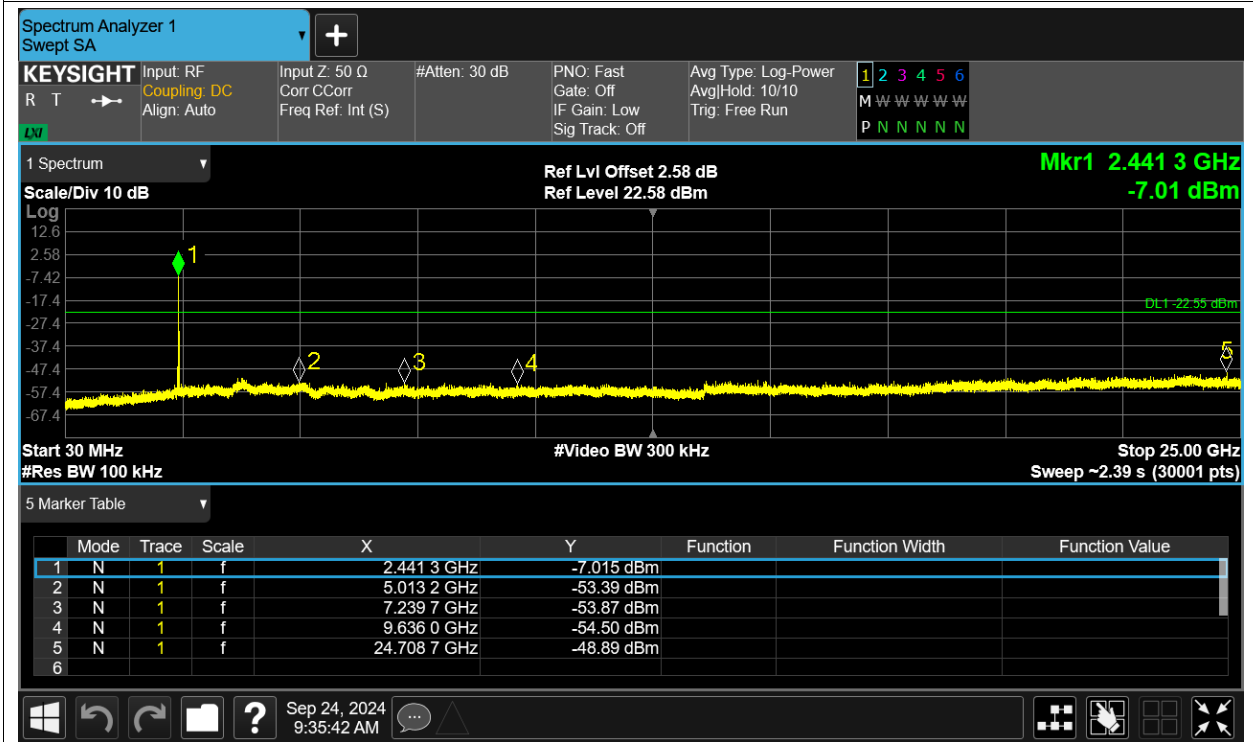 Spectrum Analyzer 1
Swept SA
KEYSIGHT
R T
LXI
Input: RF
Coupling: DC
Align: Auto
Input Z: 50 Ω
Corr CCorr
Freq Ref: Int (S)
#Atten: 30 dB
PNO: Fast
Gate: Off
IF Gain: Low
Sig Track: Off
Avg Type: Log-Power
Avg|Hold: 10/10
Trig: Free Run
1 2 3 4 5 6
M W W W W W
P N N N N N
1 Spectrum
Scale/Div 10 dB
Ref Lvl Offset 2.58 dB
Ref Level 22.58 dBm
Mkr1 2.441 3 GHz
-7.01 dBm
Log
12.6
2.58
-7.42
-17.4
-27.4
-37.4
-47.4
-57.4
-67.4
1
2
3
4
5
DL1 -22.55 dBm
Start 30 MHz
#Video BW 300 kHz
Stop 25.00 GHz
#Res BW 100 kHz
Sweep ~2.39 s (30001 pts)
5 Marker Table
Mode Trace Scale X Y Function Function Width Function Value
1 N 1 f 2.441 3 GHz -7.015 dBm
2 N 1 f 5.013 2 GHz -53.39 dBm
3 N 1 f 7.239 7 GHz -53.87 dBm
4 N 1 f 9.636 0 GHz -54.50 dBm
5 N 1 f 24.708 7 GHz -48.89 dBm
6
?
Sep 24, 2024
9:35:42 AM